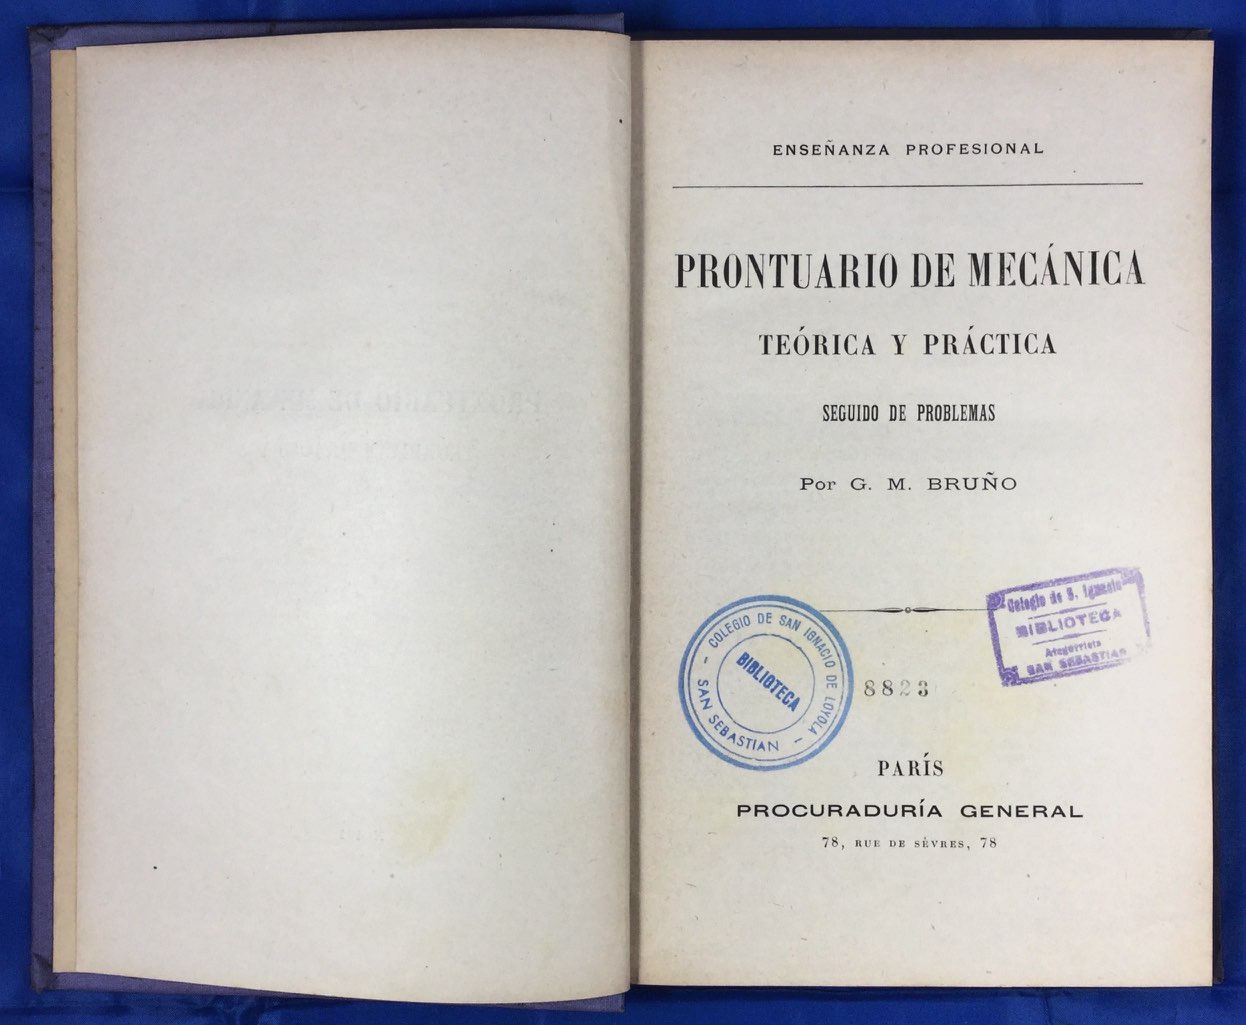 ENSEÑANZA PROFESIONAL
PRONTUARIO DE MECÁNICA
TEÓRICA Y PRÁCTICA
SEGUIDO DE PROBLEMAS
Por G. M. BRUÑO
COLEGIO DE SAN IGNACIO DE LOYOLA
BIBLIOTECA
SAN SEBASTIAN
Colegio de S. Ignacio
BIBLIOTECA
Ategorrieta
SAN SEBASTIAN
8823
PARÍS
PROCURADURÍA GENERAL
78, RUE DE SÈVRES, 78